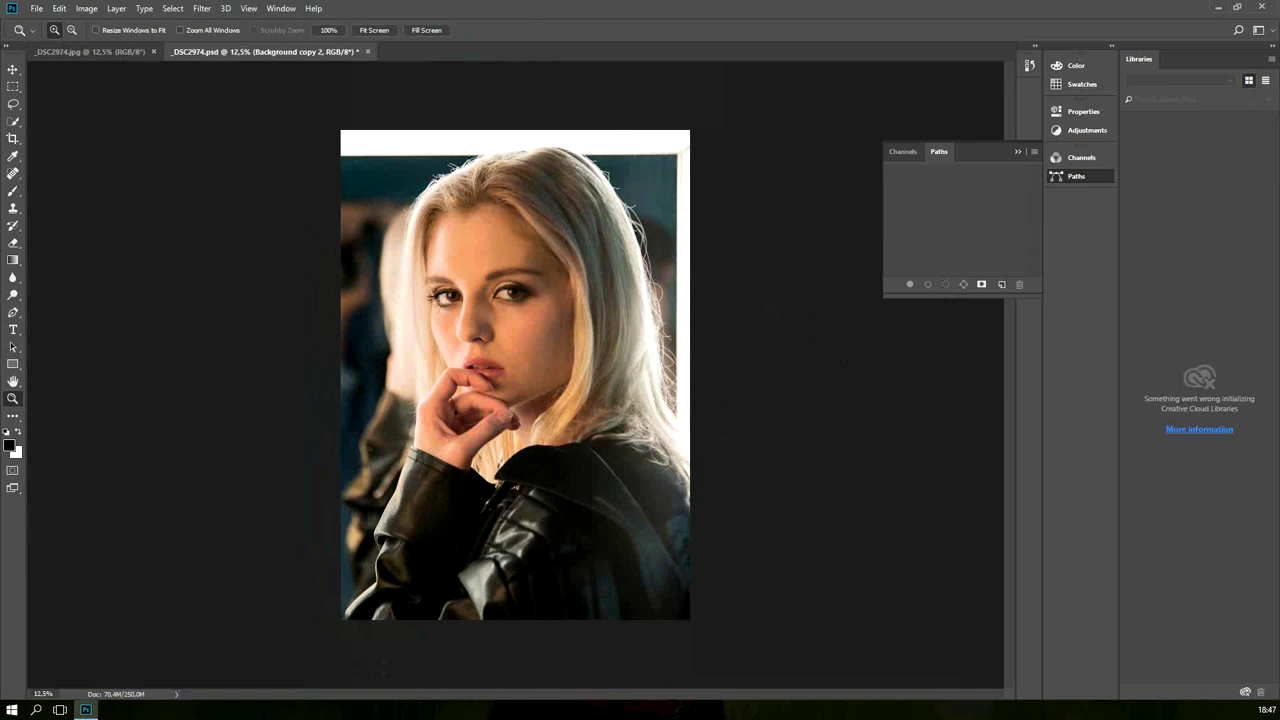 Ps File Edit Image Layer Type Select Filter 3D View Window Help
Resize Windows to Fit Zoom All Windows Scrubby Zoom 100% Fit Screen Fill Screen
_DSC2974.jpg @ 12,5% (RGB/8*) × _DSC2974.psd @ 12,5% (Background copy 2, RGB/8*) * ×
Color
Swatches
Properties
Adjustments
Channels
Paths
Channels Paths
Libraries
Something went wrong initializing
Creative Cloud Libraries
More information
12,5% Doc: 70,4M/250,0M
Ps 18:47